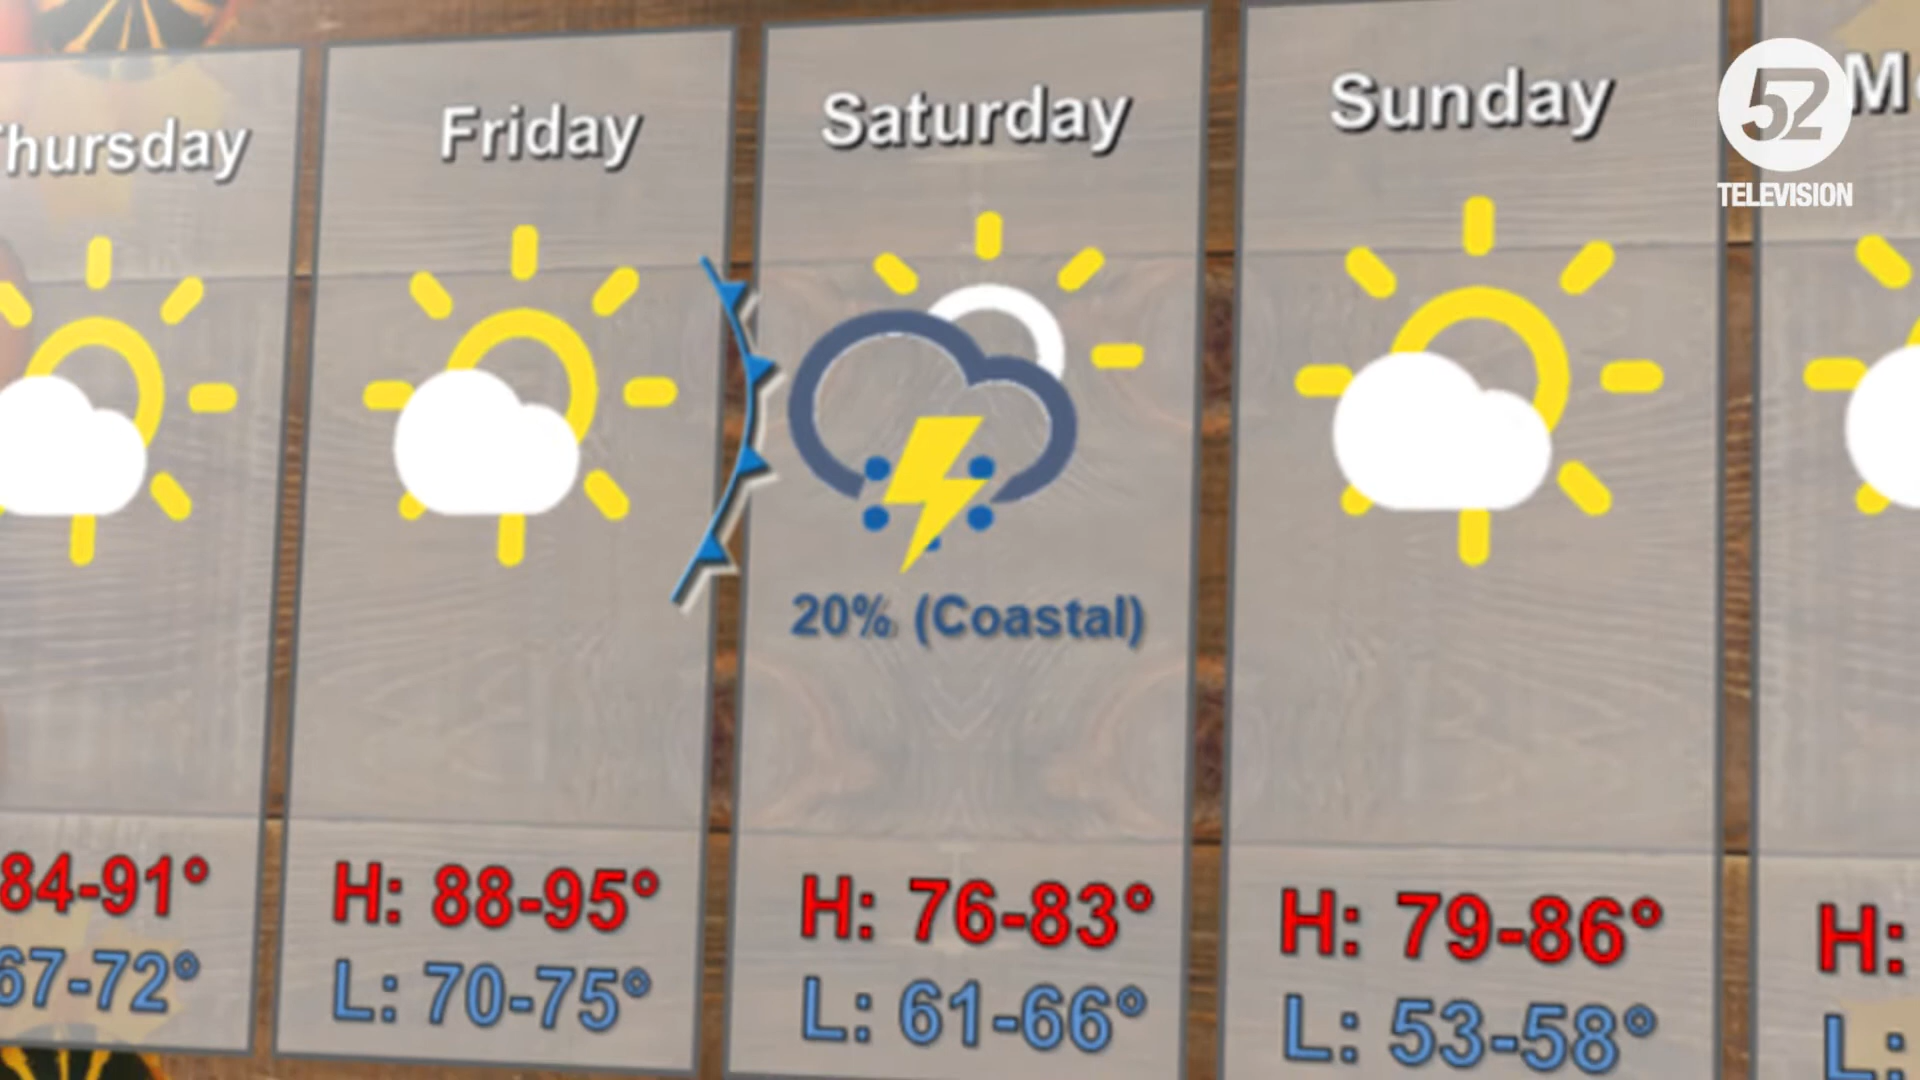 Thursday
84-91°
67-72°
Friday
H: 88-95°
L: 70-75°
Saturday
20% (Coastal)
H: 76-83°
L: 61-66°
Sunday
H: 79-86°
L: 53-58°
H:
L:
52
TELEVISION